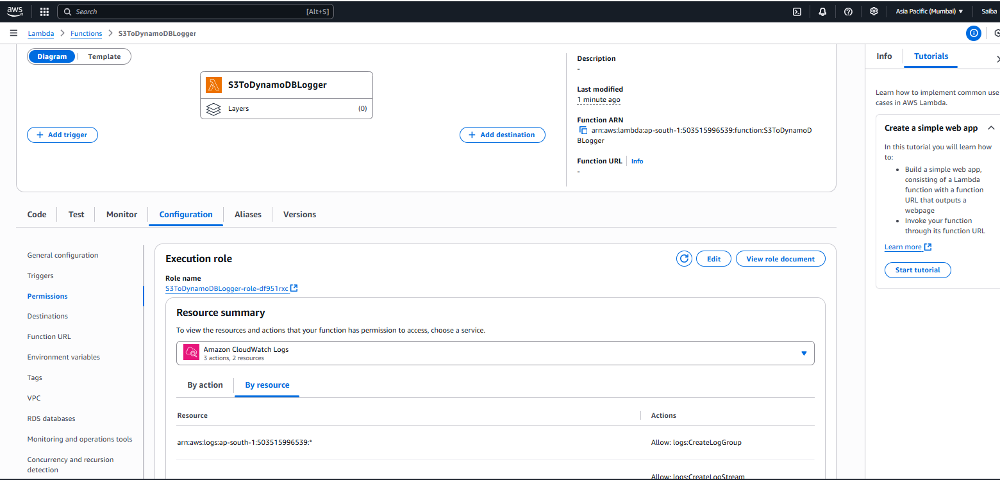 aws
Search
[Alt+S]
Asia Pacific (Mumbai)
Saiba
Lambda
Functions
S3ToDynamoDBLogger
Diagram
Template
S3ToDynamoDBLogger
Layers
(0)
+ Add trigger
+ Add destination
Description
-
Last modified
1 minute ago
Function ARN
arn:aws:lambda:ap-south-1:503515996539:function:S3ToDynamoD
BLogger
Function URL
Info
-
Code
Test
Monitor
Configuration
Aliases
Versions
General configuration
Triggers
Permissions
Destinations
Function URL
Environment variables
Tags
VPC
RDS databases
Monitoring and operations tools
Concurrency and recursion
detection
Execution role
Edit
View role document
Role name
S3ToDynamoDBLogger-role-df951rxc
Resource summary
To view the resources and actions that your function has permission to access, choose a service.
Amazon CloudWatch Logs
3 actions, 2 resources
By action
By resource
Resource
Actions
arn:aws:logs:ap-south-1:503515996539:*
Allow: logs:CreateLogGroup
Allow: logs:CreateLogStream
Info
Tutorials
Learn how to implement common use
cases in AWS Lambda.
Create a simple web app
In this tutorial you will learn how
to:
• Build a simple web app,
consisting of a Lambda
function with a function
URL that outputs a
webpage
• Invoke your function
through its function URL
Learn more
Start tutorial